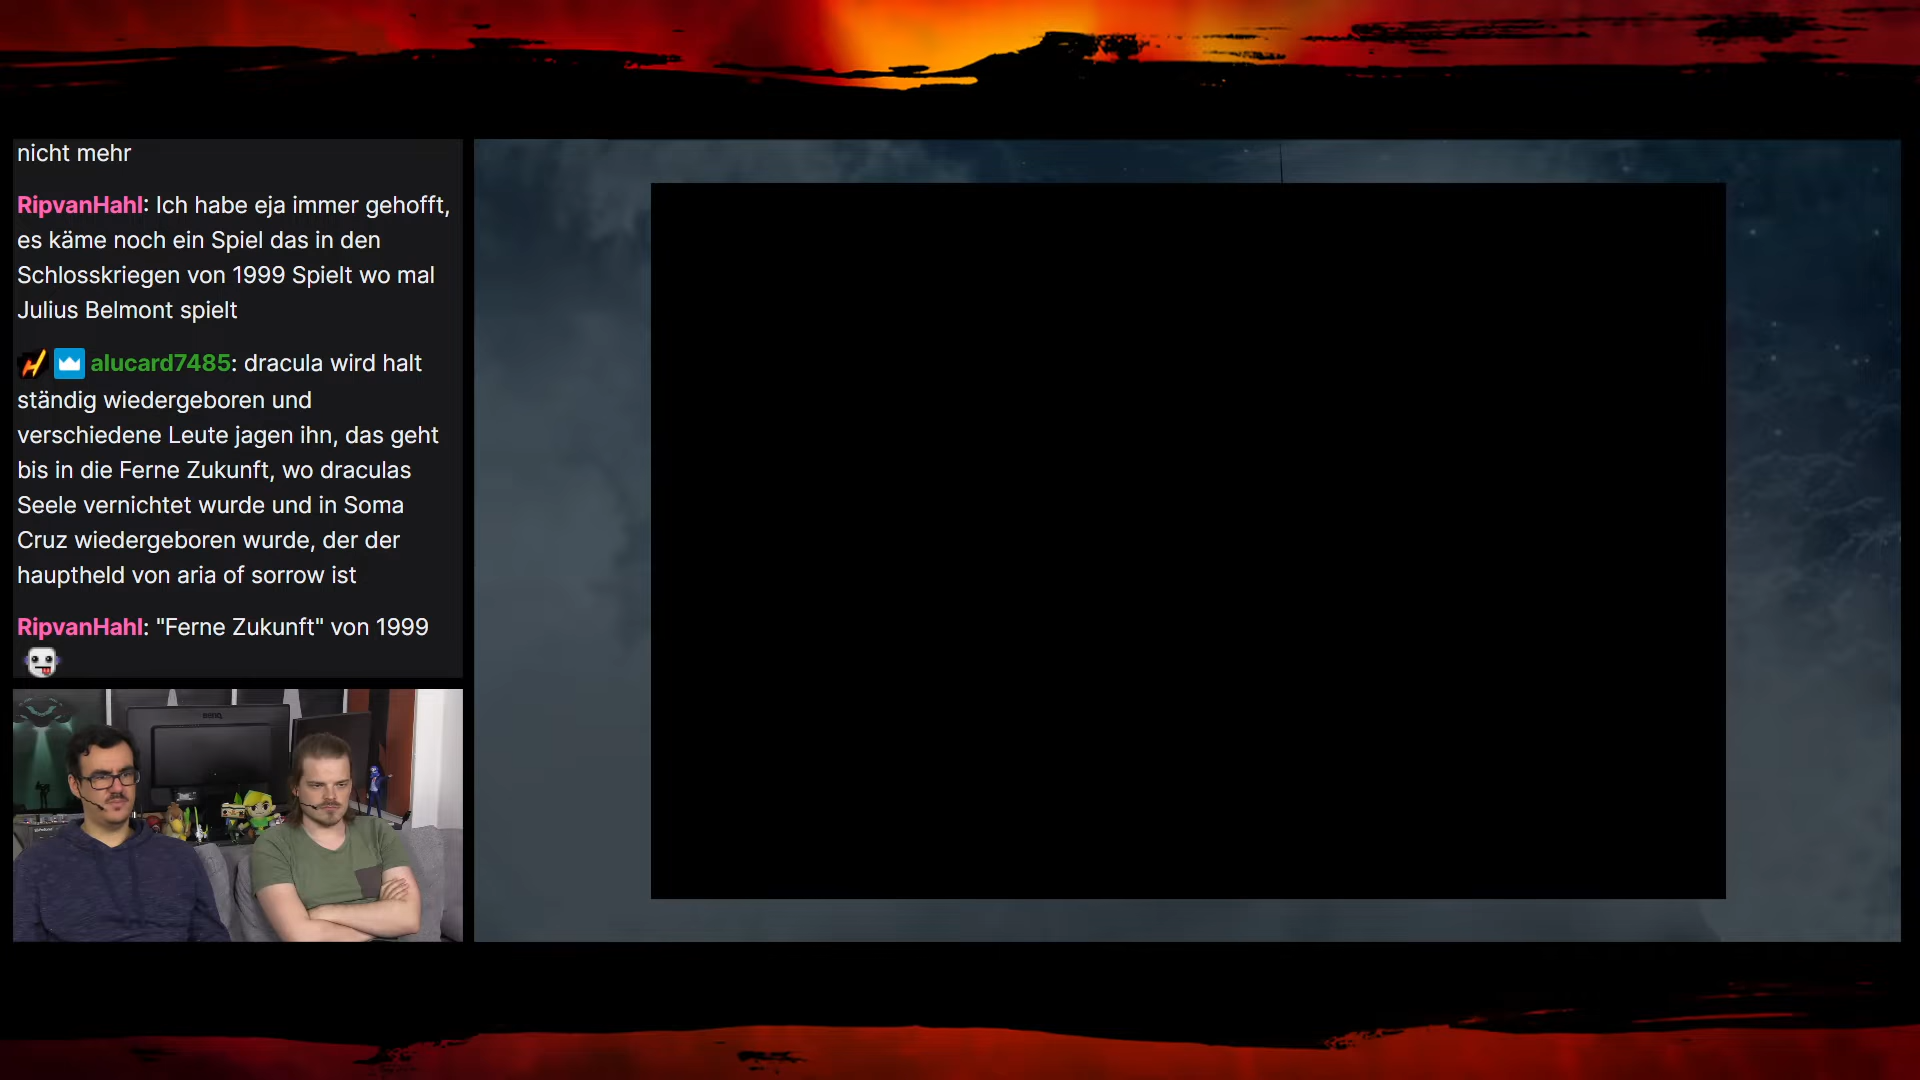 nicht mehr
RipvanHahl: Ich habe eja immer gehofft,
es käme noch ein Spiel das in den
Schlosskriegen von 1999 Spielt wo mal
Julius Belmont spielt
alucard7485: dracula wird halt
ständig wiedergeboren und
verschiedene Leute jagen ihn, das geht
bis in die Ferne Zukunft, wo draculas
Seele vernichtet wurde und in Soma
Cruz wiedergeboren wurde, der der
hauptheld von aria of sorrow ist
RipvanHahl: "Ferne Zukunft" von 1999
BenQ